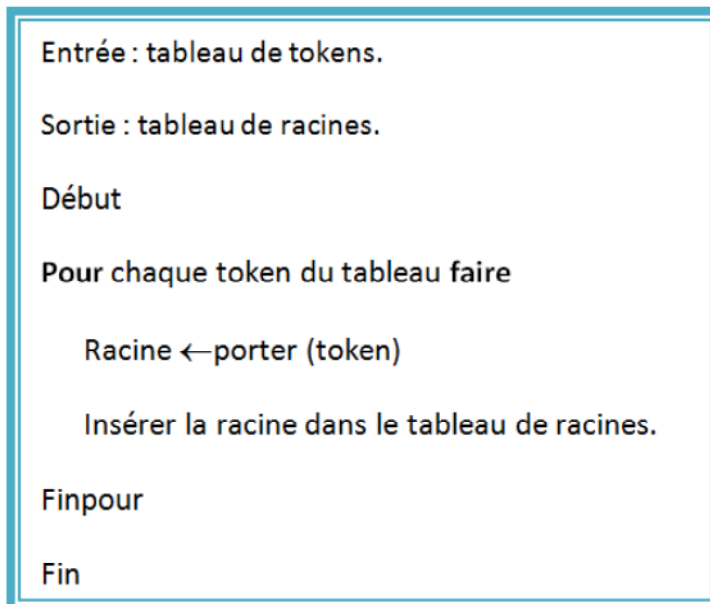 Entrée : tableau de tokens.
Sortie : tableau de racines.
Début
Pour chaque token du tableau faire
Racine ←porter (token)
Insérer la racine dans le tableau de racines.
Finpour
Fin